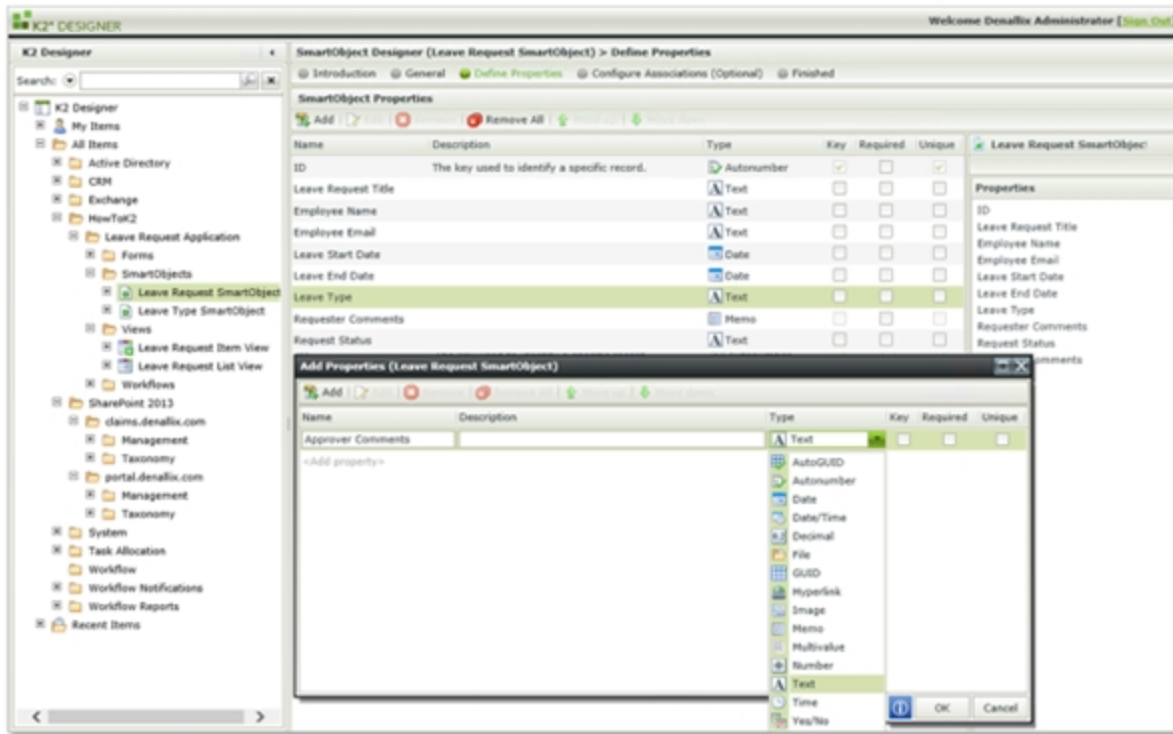 K2* DESIGNER
Welcome Denallix Administrator [Sign Out]
K2 Designer
Search:
K2 Designer
My Items
All Items
Active Directory
CRM
Exchange
HowToK2
Leave Request Application
Forms
SmartObjects
Leave Request SmartObject
Leave Type SmartObject
Views
Leave Request Item View
Leave Request List View
Workflows
SharePoint 2013
claims.denallix.com
Management
Taxonomy
portal.denallix.com
Management
Taxonomy
System
Task Allocation
Workflow
Workflow Notifications
Workflow Reports
Recent Items
SmartObject Designer (Leave Request SmartObject) > Define Properties
Introduction General Define Properties Configure Associations (Optional) Finished
SmartObject Properties
Add Remove All Move up Move down
Name Description Type Key Required Unique
ID The key used to identify a specific record. Autonumber
Leave Request Title Text
Employee Name Text
Employee Email Text
Leave Start Date Date
Leave End Date Date
Leave Type Text
Requester Comments Memo
Request Status Text
Leave Request SmartObjec
Properties
ID
Leave Request Title
Employee Name
Employee Email
Leave Start Date
Leave End Date
Leave Type
Requester Comments
Request Status
omments
Add Properties (Leave Request SmartObject)
Add Edit Remove Remove All Move up Move down
Name Description Type Key Required Unique
Approver Comments Text
<Add property>
AutoGUID
Autonumber
Date
Date/Time
Decimal
File
GUID
Hyperlink
Image
Memo
Multivalue
Number
Text
Time
Yes/No
OK Cancel